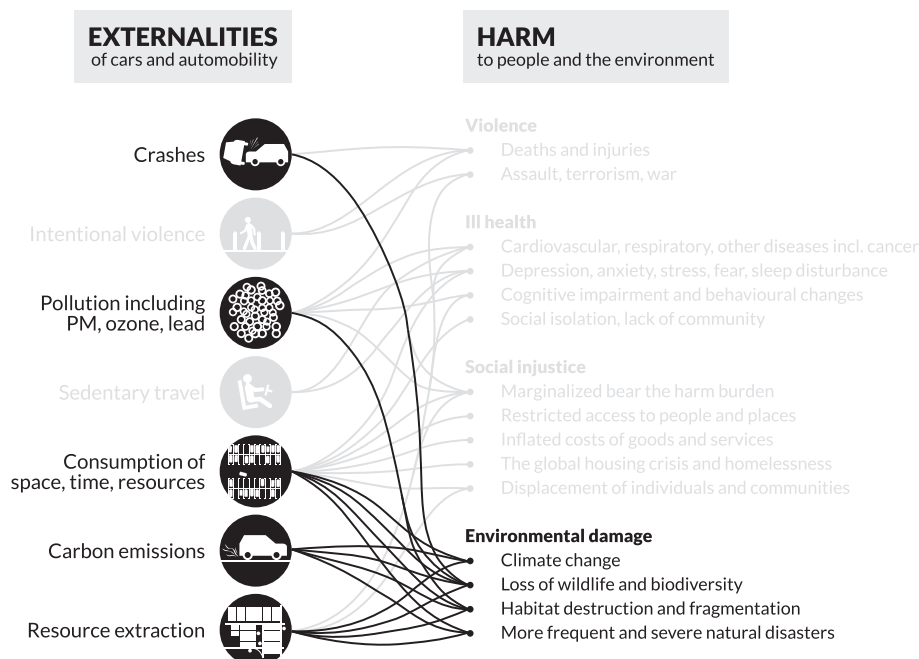 EXTERNALITIES
of cars and automobility
HARM
to people and the environment
Crashes
Intentional violence
Pollution including
PM, ozone, lead
Sedentary travel
Consumption of
space, time, resources
Carbon emissions
Resource extraction
Violence
Deaths and injuries
Assault, terrorism, war
Ill health
Cardiovascular, respiratory, other diseases incl. cancer
Depression, anxiety, stress, fear, sleep disturbance
Cognitive impairment and behavioural changes
Social isolation, lack of community
Social injustice
Marginalized bear the harm burden
Restricted access to people and places
Inflated costs of goods and services
The global housing crisis and homelessness
Displacement of individuals and communities
Environmental damage
Climate change
Loss of wildlife and biodiversity
Habitat destruction and fragmentation
More frequent and severe natural disasters